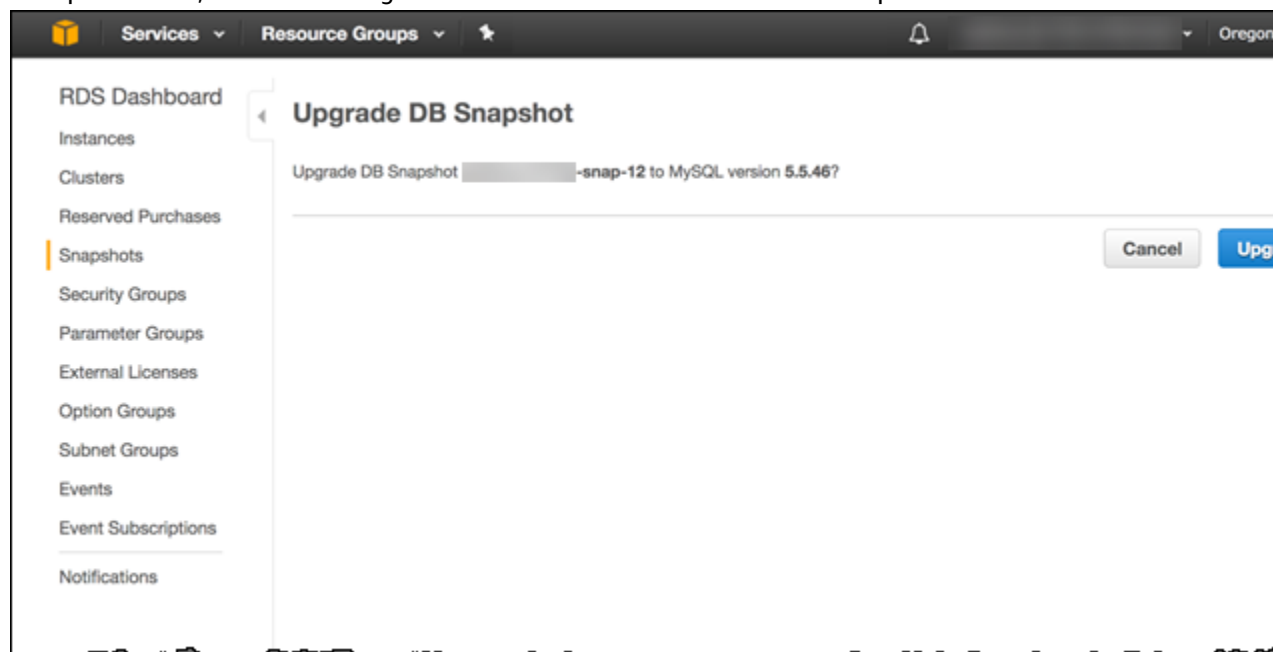 Services
Resource Groups
Oregon
RDS Dashboard
Instances
Clusters
Reserved Purchases
Snapshots
Security Groups
Parameter Groups
External Licenses
Option Groups
Subnet Groups
Events
Event Subscriptions
Notifications
Upgrade DB Snapshot
Upgrade DB Snapshot -snap-12 to MySQL version 5.5.46?
Cancel